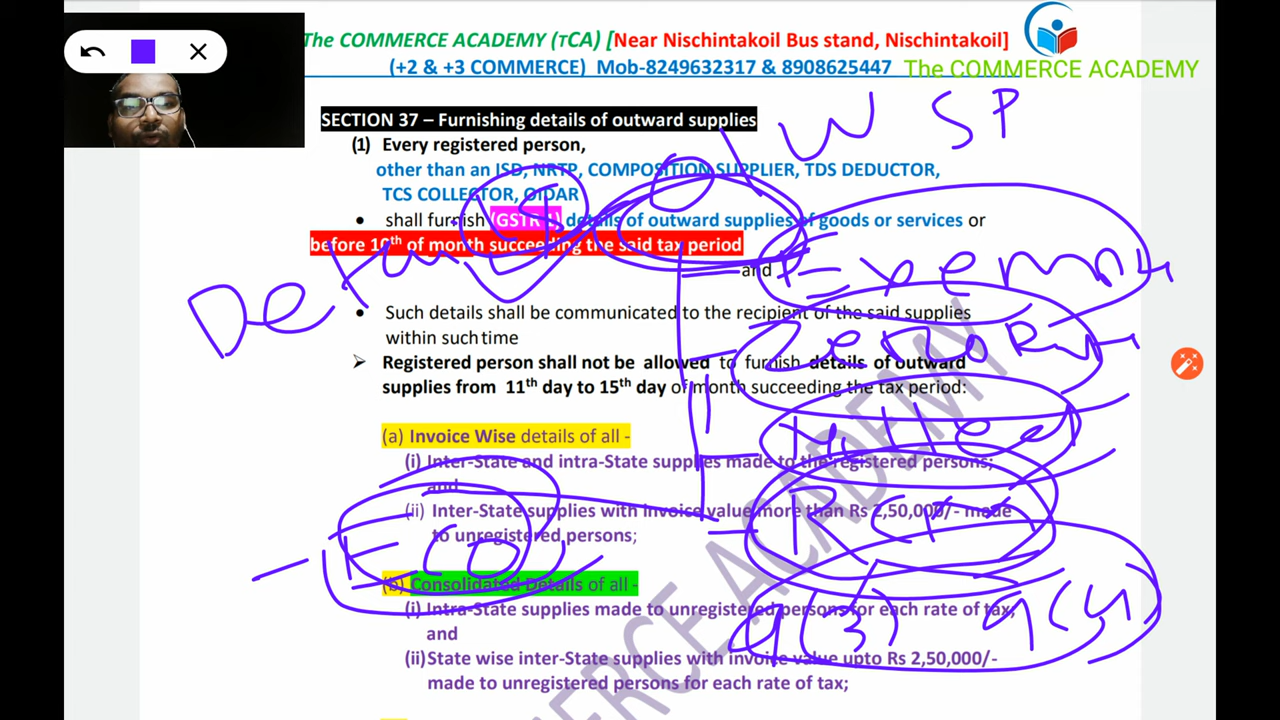 The COMMERCE ACADEMY (TCA) [Near Nischintakoil Bus stand, Nischintakoil]
(+2 & +3 COMMERCE) Mob-8249632317 & 8908625447
The COMMERCE ACADEMY
O/W SP
SECTION 37 – Furnishing details of outward supplies
(1) Every registered person,
other than an ISD, NRTP, COMPOSITION SUPPLIER, TDS DEDUCTOR,
TCS COLLECTOR, OIDAR
• shall furnish (GSTR-1) details of outward supplies of goods or services or
before 10th of month succeeding the said tax period
and
• Such details shall be communicated to the recipient of the said supplies
within such time
➢ Registered person shall not be allowed to furnish details of outward
supplies from 11th day to 15th day of month succeeding the tax period:
(a) Invoice Wise details of all -
(i) Inter-State and intra-State supplies made to the registered persons;
and
(ii) Inter-State supplies with invoice value more than Rs 2,50,000/- made
to unregistered persons;
(b) Consolidated Details of all -
(i) Intra-State supplies made to unregistered persons for each rate of tax;
and
(ii) State wise inter-State supplies with invoice value upto Rs 2,50,000/-
made to unregistered persons for each rate of tax;
ECO
9(3) 9(4)
COMMERCE ACADEMY